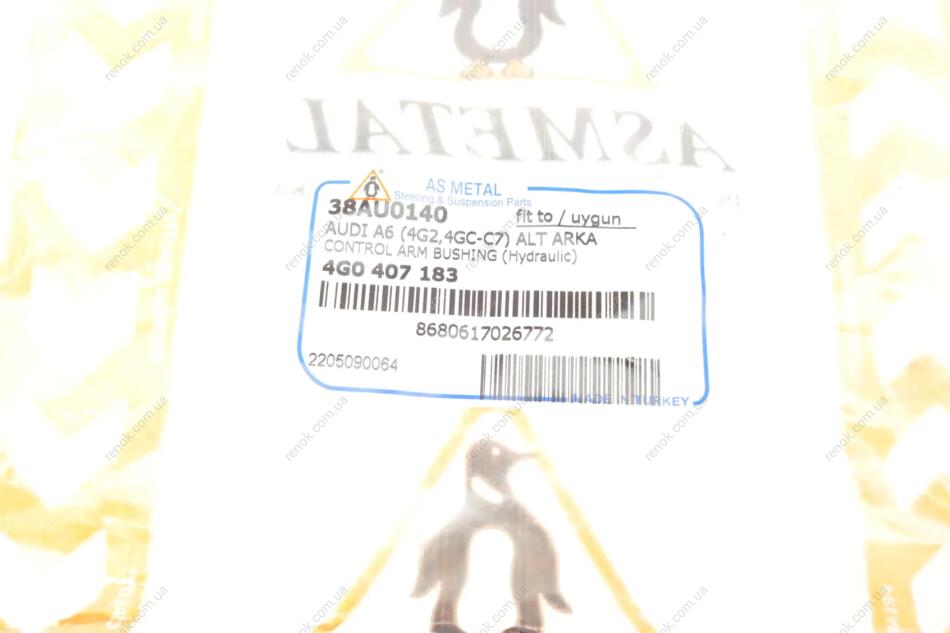 ASMETAL
AS METAL
Steering & Suspension Parts
38AU0140 fit to / uygun
AUDI A6 (4G2,4GC-C7) ALT ARKA
CONTROL ARM BUSHING (Hydraulic)
4G0 407 183
8680617026772
2205090064
MADE IN TURKEY
renok.com.ua